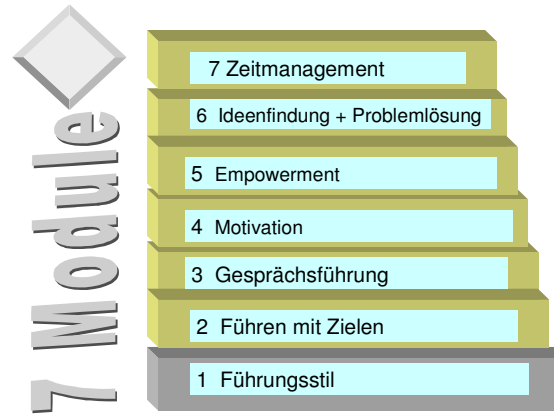 7 Module
7 Zeitmanagement
6 Ideenfindung + Problemlösung
5 Empowerment
4 Motivation
3 Gesprächsführung
2 Führen mit Zielen
1 Führungsstil